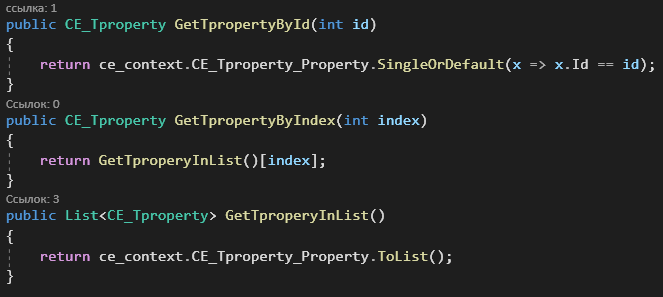 ссылка: 1
public CE_Tproperty GetTpropertyById(int id)
{
return ce_context.CE_Tproperty_Property.SingleOrDefault(x => x.Id == id);
}
Ссылок: 0
public CE_Tproperty GetTpropertyByIndex(int index)
{
return GetTproperyInList()[index];
}
Ссылок: 3
public List<CE_Tproperty> GetTproperyInList()
{
return ce_context.CE_Tproperty_Property.ToList();
}